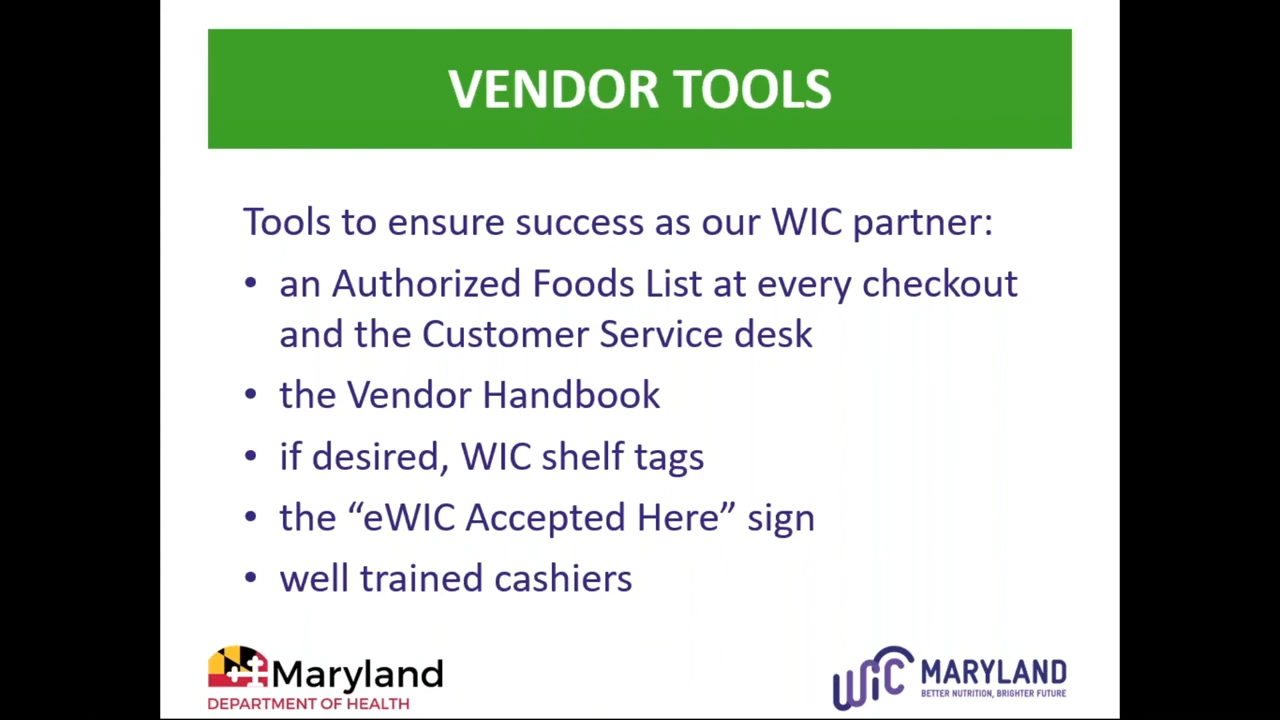 VENDOR TOOLS
Tools to ensure success as our WIC partner:
• an Authorized Foods List at every checkout
and the Customer Service desk
• the Vendor Handbook
• if desired, WIC shelf tags
• the “eWIC Accepted Here” sign
• well trained cashiers
Maryland
DEPARTMENT OF HEALTH
WIC MARYLAND
BETTER NUTRITION, BRIGHTER FUTURE